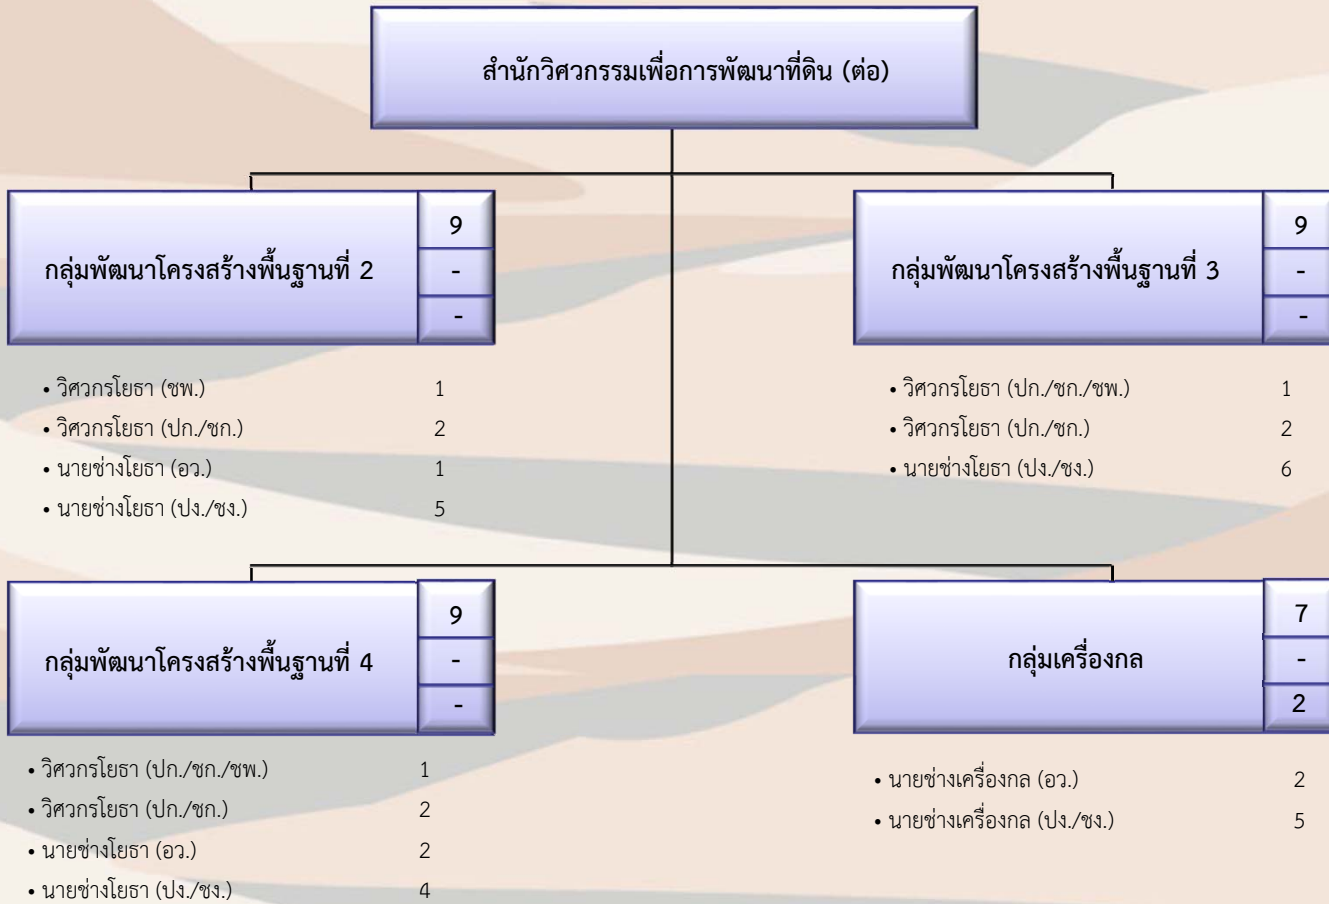 สำนักวิศวกรรมเพื่อการพัฒนาที่ดิน (ต่อ)
กลุ่มพัฒนาโครงสร้างพื้นฐานที่ 2
9
-
-
• วิศวกรโยธา (ชพ.) 1
• วิศวกรโยธา (ปก./ชก.) 2
• นายช่างโยธา (อว.) 1
• นายช่างโยธา (ปง./ชง.) 5
กลุ่มพัฒนาโครงสร้างพื้นฐานที่ 3
9
-
-
• วิศวกรโยธา (ปก./ชก./ชพ.) 1
• วิศวกรโยธา (ปก./ชก.) 2
• นายช่างโยธา (ปง./ชง.) 6
กลุ่มพัฒนาโครงสร้างพื้นฐานที่ 4
9
-
-
• วิศวกรโยธา (ปก./ชก./ชพ.) 1
• วิศวกรโยธา (ปก./ชก.) 2
• นายช่างโยธา (อว.) 2
• นายช่างโยธา (ปง./ชง.) 4
กลุ่มเครื่องกล
7
-
2
• นายช่างเครื่องกล (อว.) 2
• นายช่างเครื่องกล (ปง./ชง.) 5